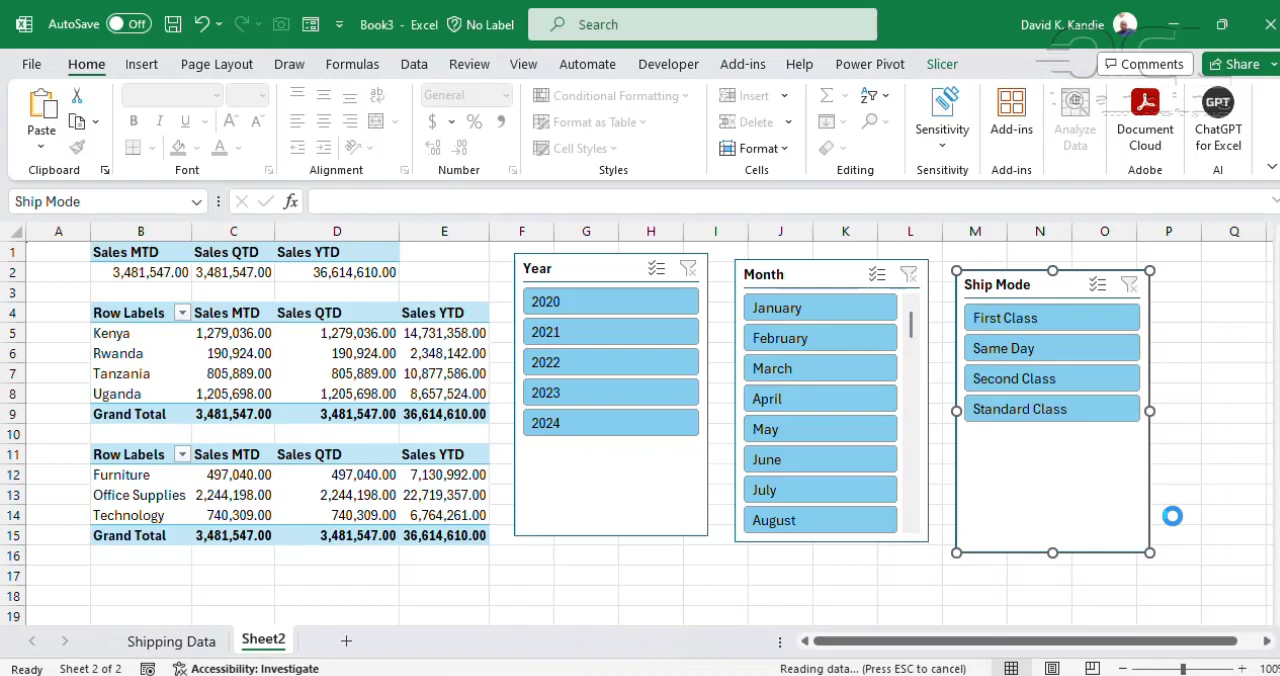 AutoSave Off Book3 - Excel No Label Search David K. Kandie
File Home Insert Page Layout Draw Formulas Data Review View Automate Developer Add-ins Help Power Pivot Slicer Comments Share
Paste
Clipboard
B I U A A A
Font
ab
Alignment
General
$ % 9
Number
Conditional Formatting
Format as Table
Cell Styles
Styles
Insert
Delete
Format
Cells
Editing
Sensitivity
Sensitivity
Add-ins
Add-ins
Analyze
Data
Document
Cloud
Adobe
GPT
ChatGPT
for Excel
AI
Ship Mode fx
A B C D E F G H I J K L M N O P Q
1 Sales MTD Sales QTD Sales YTD
2 3,481,547.00 3,481,547.00 36,614,610.00
3
4 Row Labels Sales MTD Sales QTD Sales YTD
5 Kenya 1,279,036.00 1,279,036.00 14,731,358.00
6 Rwanda 190,924.00 190,924.00 2,348,142.00
7 Tanzania 805,889.00 805,889.00 10,877,586.00
8 Uganda 1,205,698.00 1,205,698.00 8,657,524.00
9 Grand Total 3,481,547.00 3,481,547.00 36,614,610.00
10
11 Row Labels Sales MTD Sales QTD Sales YTD
12 Furniture 497,040.00 497,040.00 7,130,992.00
13 Office Supplies 2,244,198.00 2,244,198.00 22,719,357.00
14 Technology 740,309.00 740,309.00 6,764,261.00
15 Grand Total 3,481,547.00 3,481,547.00 36,614,610.00
16
17
18
19
Year
2020
2021
2022
2023
2024
Month
January
February
March
April
May
June
July
August
Ship Mode
First Class
Same Day
Second Class
Standard Class
Shipping Data Sheet2
Ready Sheet 2 of 2 Accessibility: Investigate Reading data... (Press ESC to cancel)